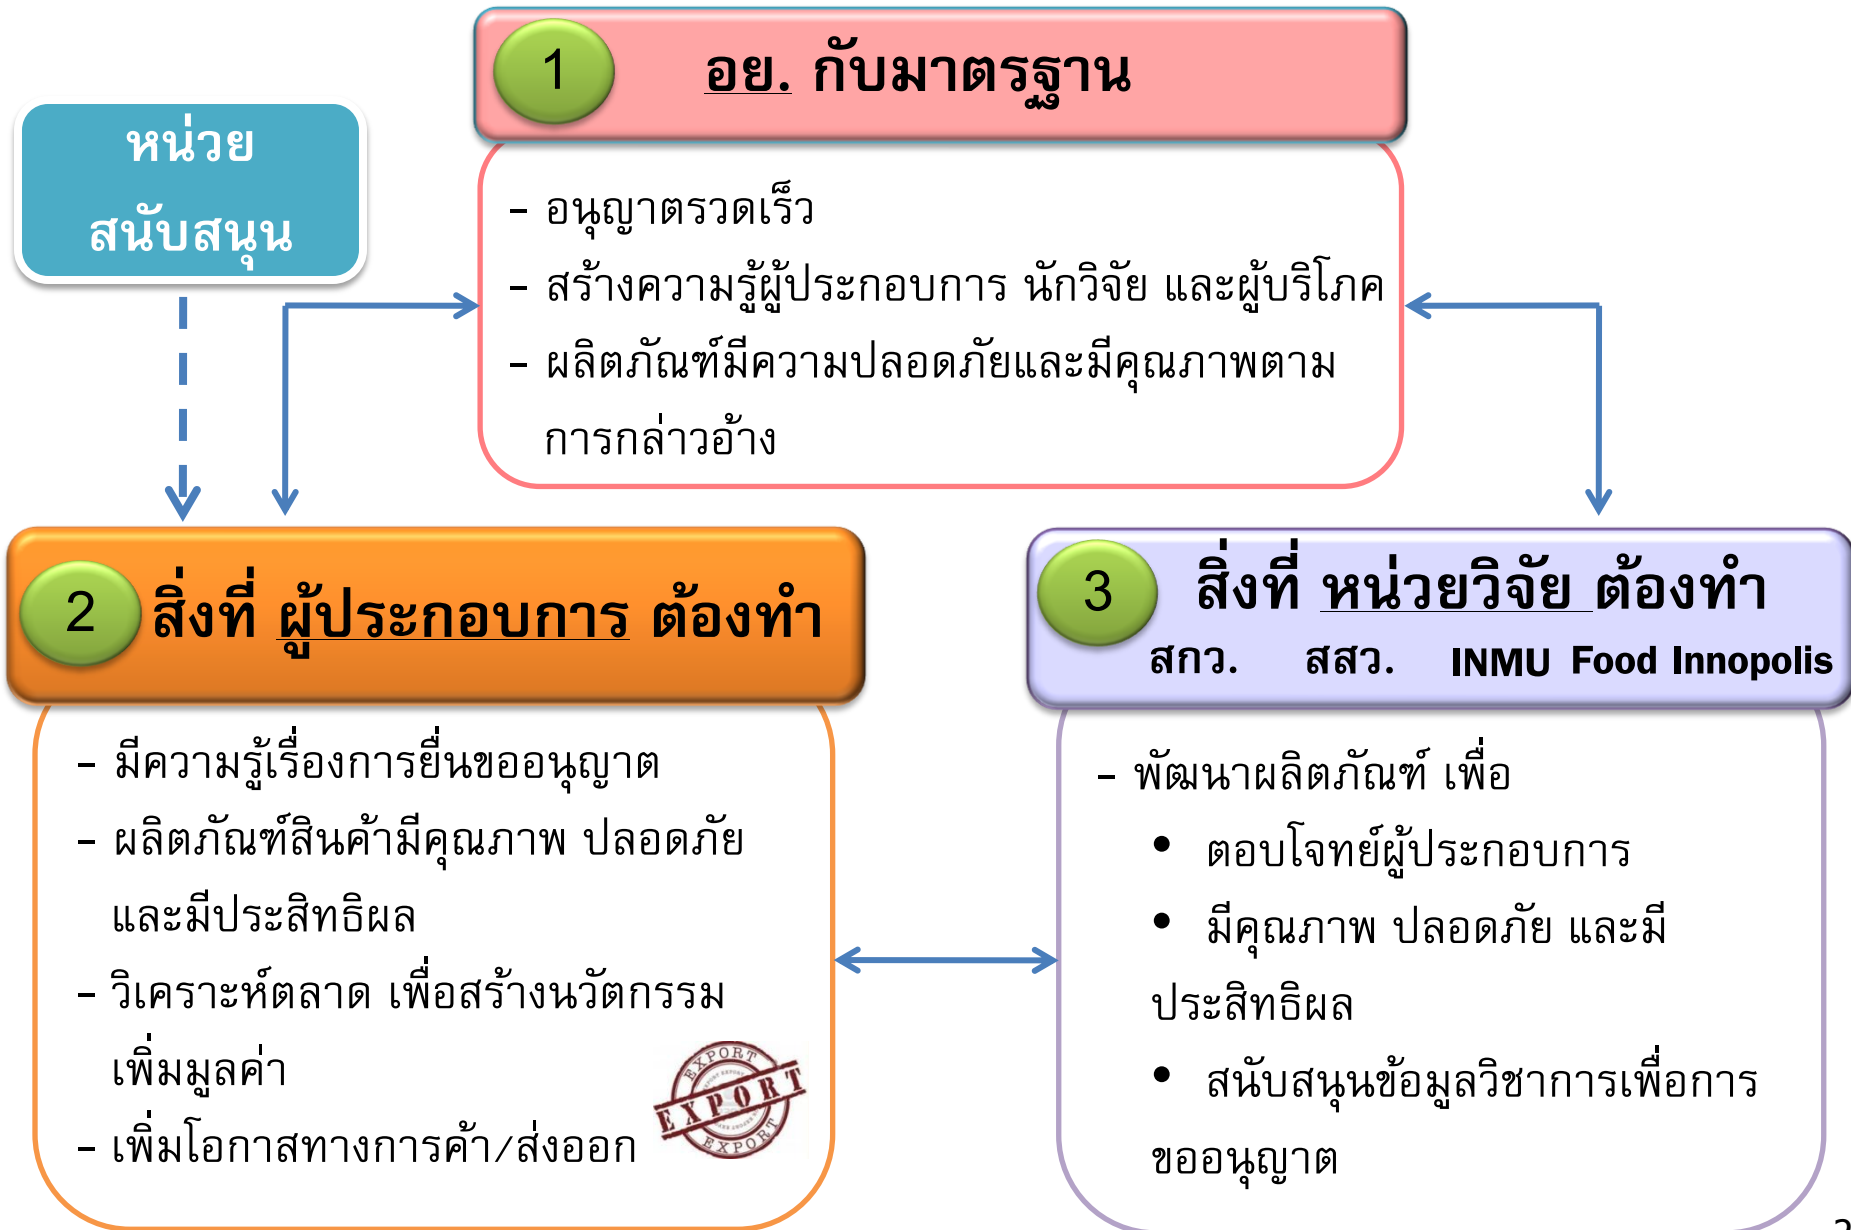 1
อย. กับมาตรฐาน
หน่วย
สนับสนุน
- อนุญาตรวดเร็ว
- สร้างความรู้ผู้ประกอบการ นักวิจัย และผู้บริโภค
- ผลิตภัณฑ์มีความปลอดภัยและมีคุณภาพตาม
การกล่าวอ้าง
2
สิ่งที่ ผู้ประกอบการ ต้องทำ
- มีความรู้เรื่องการยื่นขออนุญาต
- ผลิตภัณฑ์สินค้ามีคุณภาพ ปลอดภัย
และมีประสิทธิผล
- วิเคราะห์ตลาด เพื่อสร้างนวัตกรรม
เพิ่มมูลค่า
- เพิ่มโอกาสทางการค้า/ส่งออก
EXPORT
EXPORT
EXPORT
3
สิ่งที่ หน่วยวิจัย ต้องทำ
สกว. สสว. INMU Food Innopolis
- พัฒนาผลิตภัณฑ์ เพื่อ
• ตอบโจทย์ผู้ประกอบการ
• มีคุณภาพ ปลอดภัย และมี
ประสิทธิผล
• สนับสนุนข้อมูลวิชาการเพื่อการ
ขออนุญาต